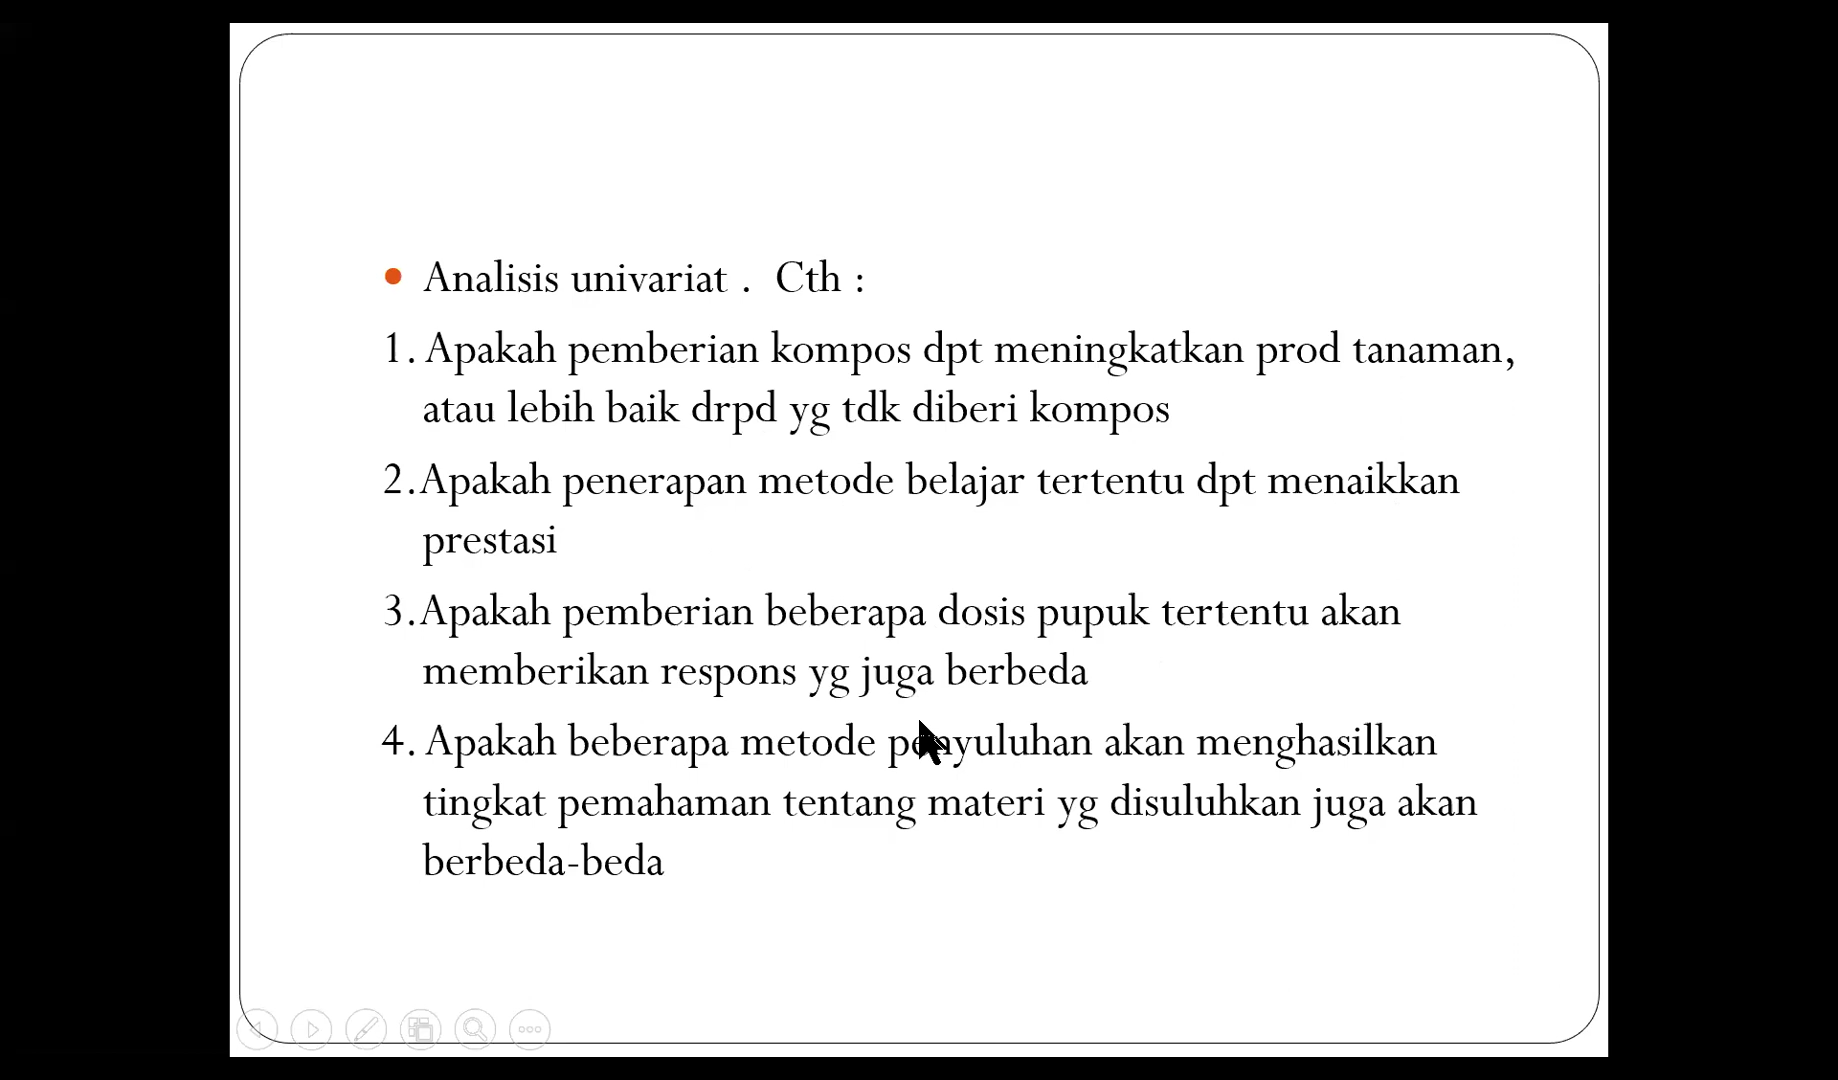 Analisis univariat . Cth :
1. Apakah pemberian kompos dpt meningkatkan prod tanaman,
atau lebih baik drpd yg tdk diberi kompos
2.Apakah penerapan metode belajar tertentu dpt menaikkan
prestasi
3.Apakah pemberian beberapa dosis pupuk tertentu akan
memberikan respons yg juga berbeda
4. Apakah beberapa metode penyuluhan akan menghasilkan
tingkat pemahaman tentang materi yg disuluhkan juga akan
berbeda-beda